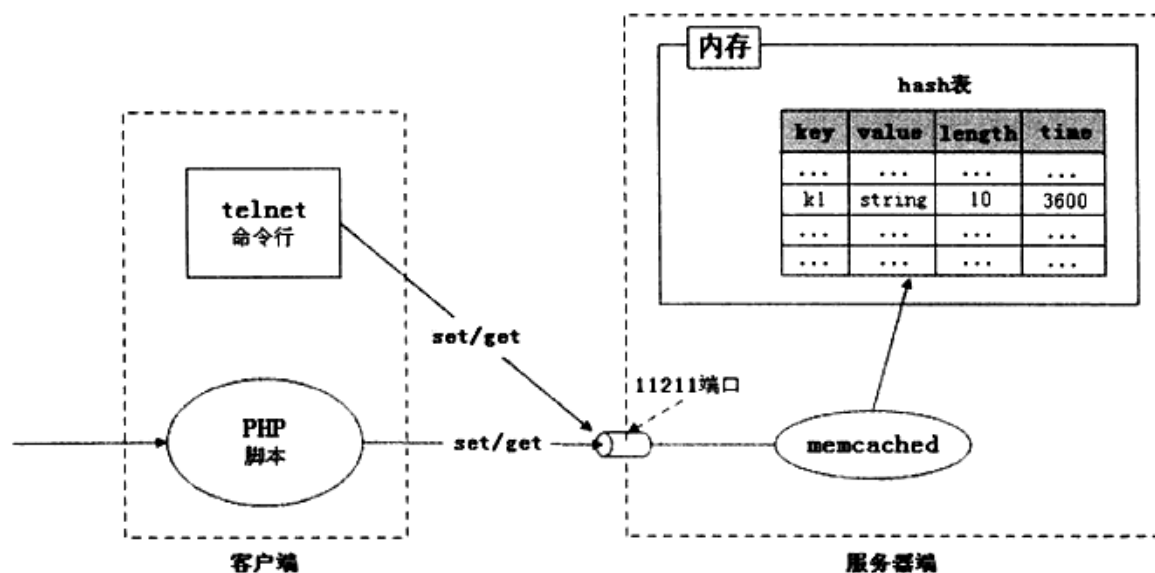 内存
hash表
key value length time
... ... ... ...
k1 string 10 3600
... ... ... ...
... ... ... ...
telnet
命令行
set/get
11211端口
PHP
脚本
set/get
memcached
客户端
服务器端